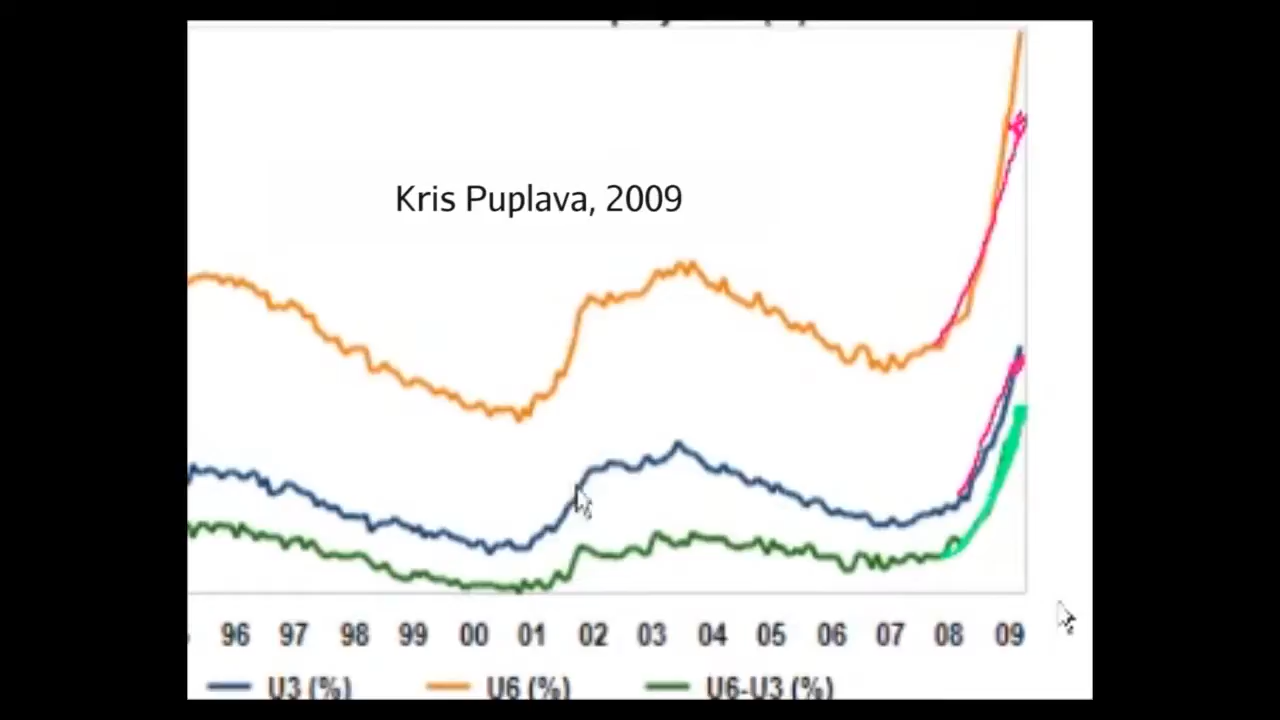 Kris Puplava, 2009
96 97 98 99 00 01 02 03 04 05 06 07 08 09
U3 (%) U6 (%) U6-U3 (%)